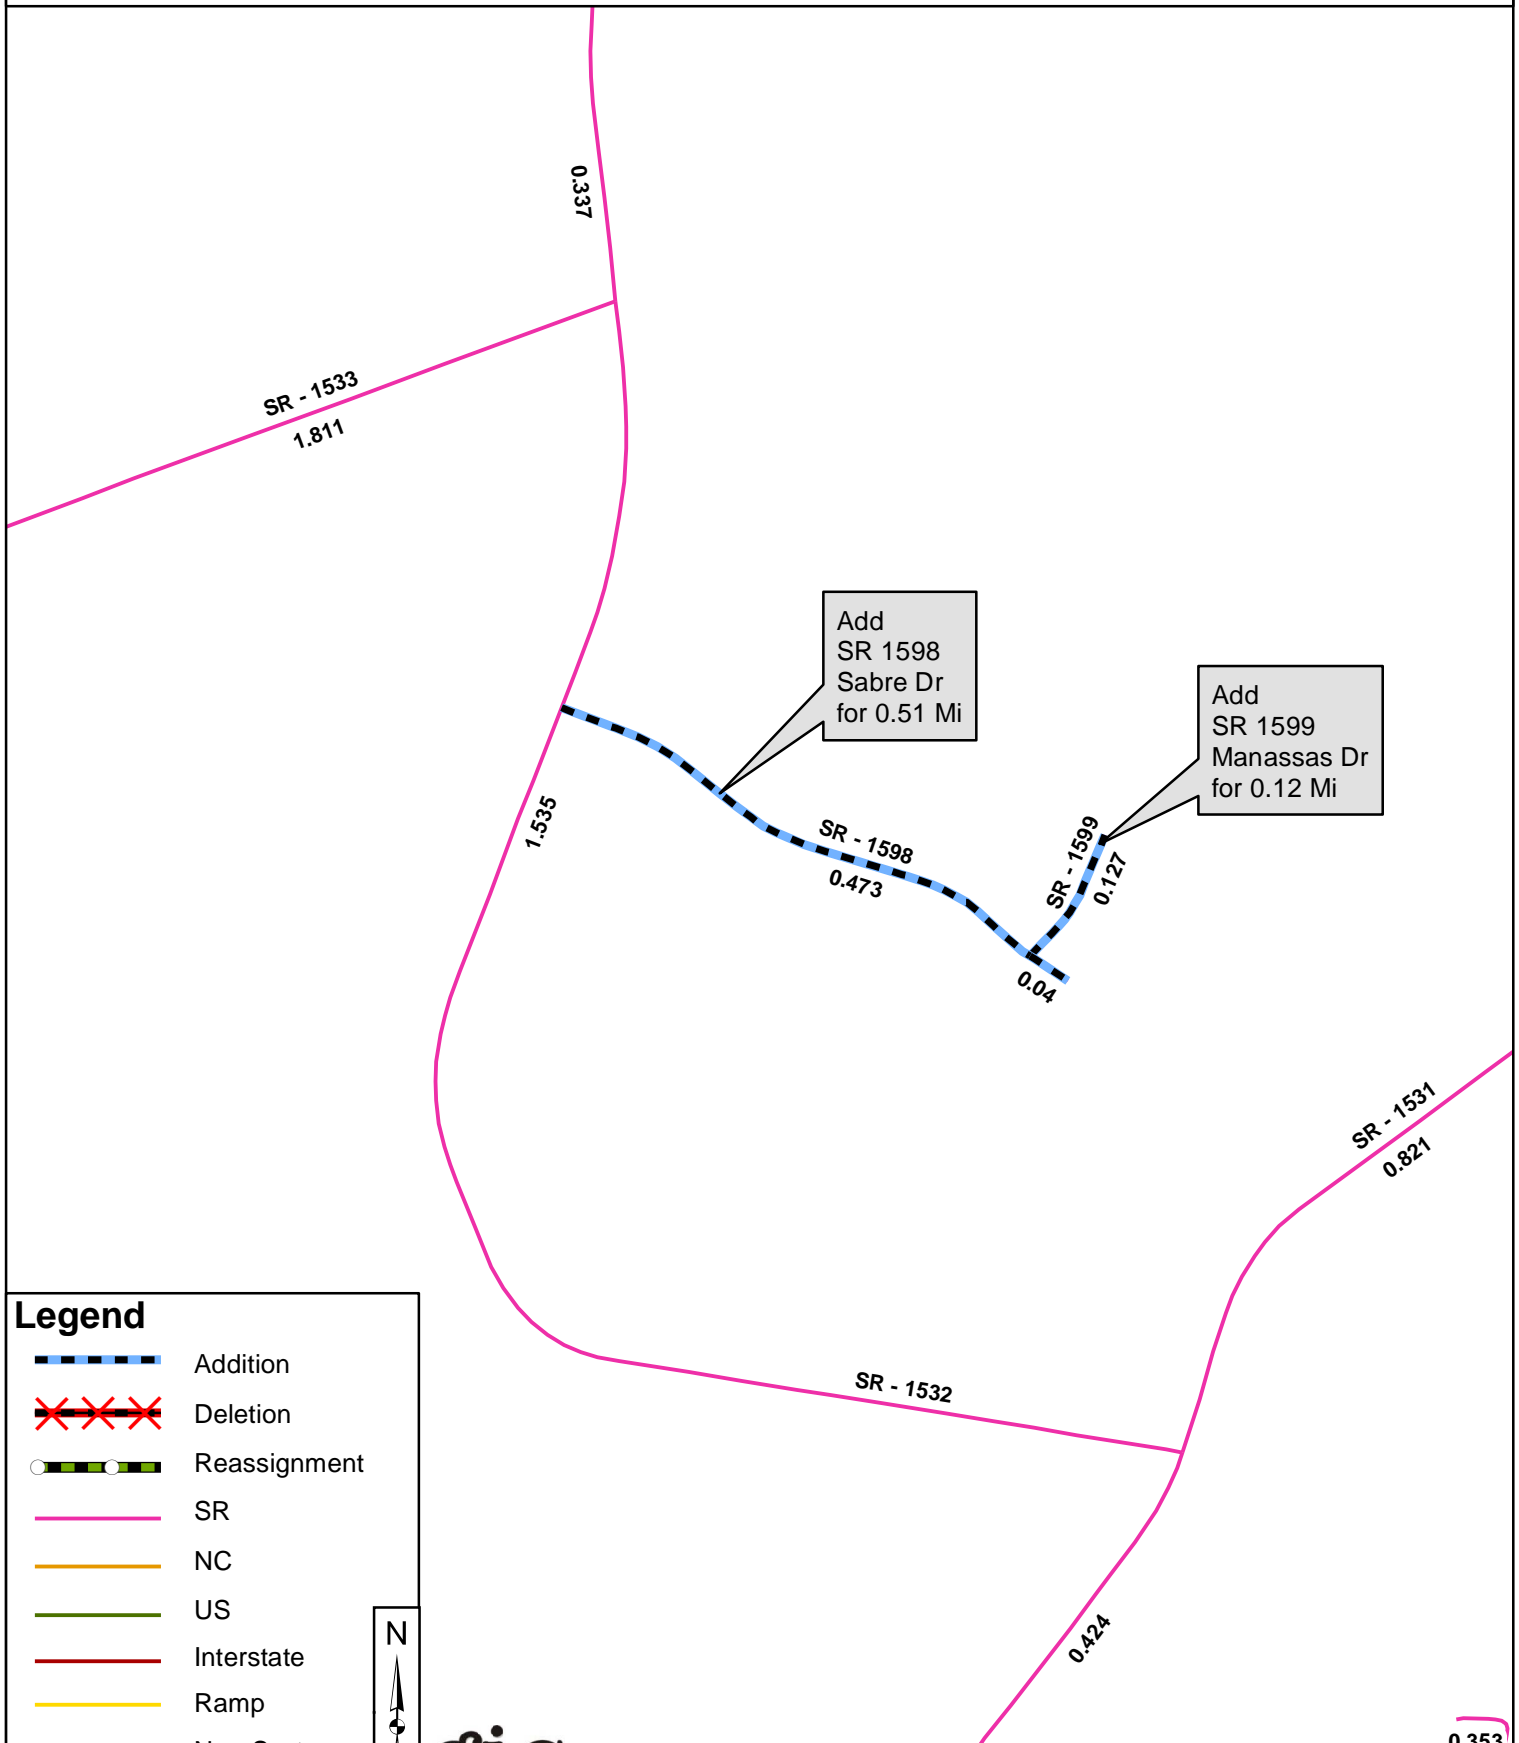 0.337
SR - 1533
1.811
Add
SR 1598
Sabre Dr
for 0.51 Mi
Add
SR 1599
Manassas Dr
for 0.12 Mi
1.535
SR - 1598
0.473
SR - 1599
0.127
0.04
SR - 1531
0.821
SR - 1532
0.424
0.353
Legend
Addition
Deletion
Reassignment
SR
NC
US
Interstate
Ramp
N